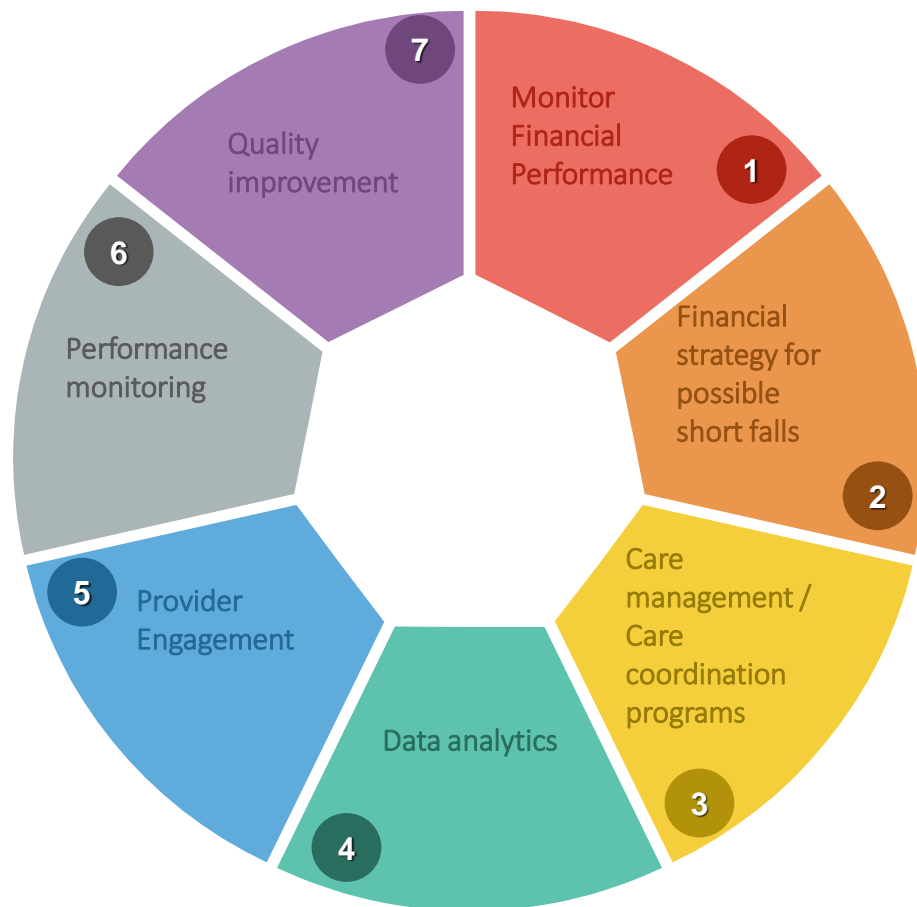 1
Monitor
Financial
Performance
2
Financial
strategy for
possible
short falls
3
Care
management /
Care
coordination
programs
4
Data analytics
5
Provider
Engagement
6
Performance
monitoring
7
Quality
improvement